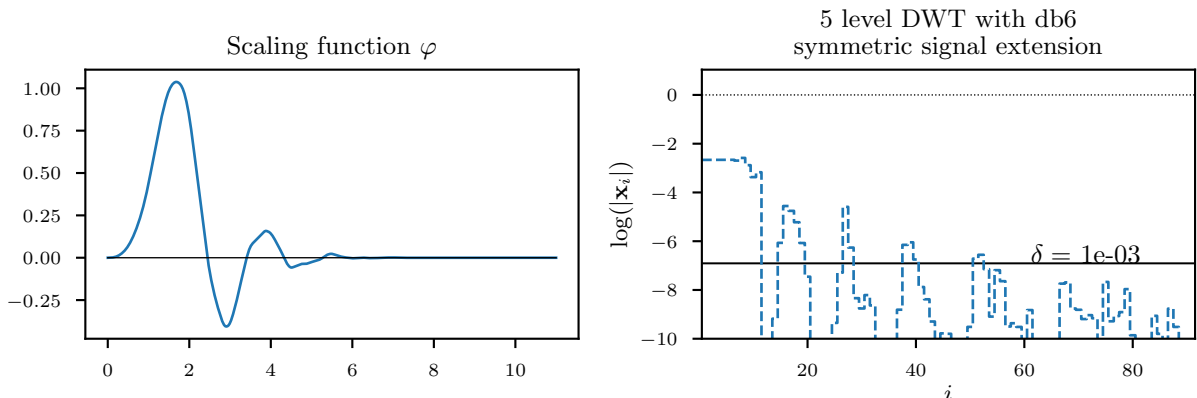 Scaling function φ
1.00
0.75
0.50
0.25
0.00
−0.25
0 2 4 6 8 10
5 level DWT with db6
symmetric signal extension
log(|𝐱ᵢ|)
0
−2
−4
−6
−8
−10
δ = 1e-03
20 40 60 80
i